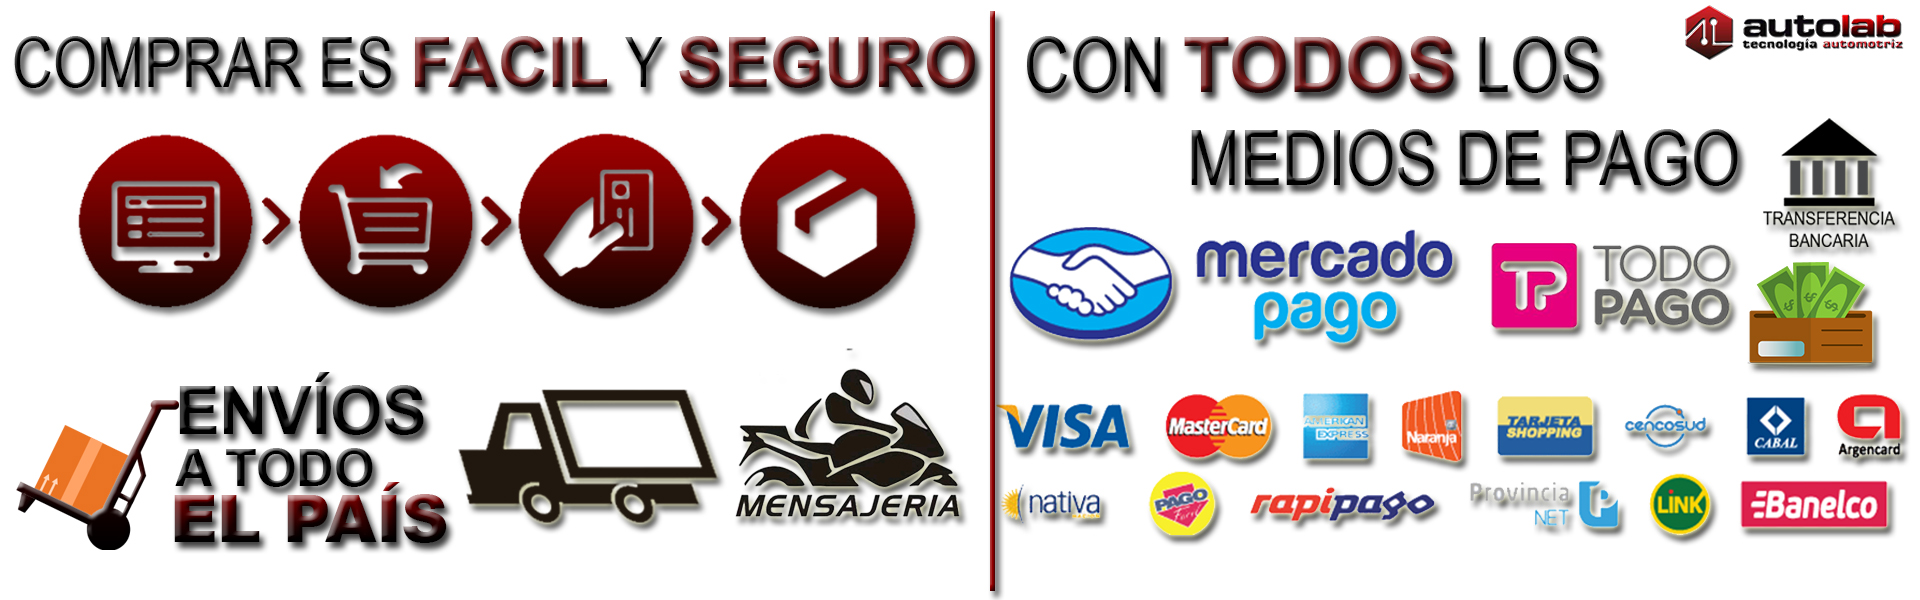 COMPRAR ES FACIL Y SEGURO
ENVÍOS
A TODO
EL PAÍS
MENSAJERIA
autolab
tecnología automotriz
CON TODOS LOS
MEDIOS DE PAGO
TRANSFERENCIA
BANCARIA
mercado
pago
TP
TODO
PAGO
VISA
MasterCard
AMERICAN
EXPRESS
Naranja
TARJETA
SHOPPING
cencosud
CABAL
Argencard
nativa
PAGO
fácil
rapipago
Provincia
NET
LINK
Banelco